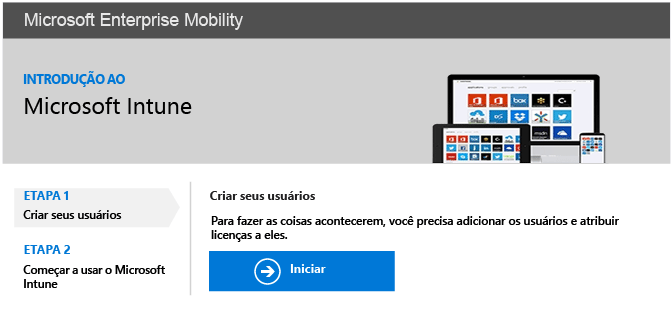 Microsoft Enterprise Mobility
INTRODUÇÃO AO
Microsoft Intune
box
ETAPA 1
Criar seus usuários
ETAPA 2
Começar a usar o Microsoft
Intune
Criar seus usuários
Para fazer as coisas acontecerem, você precisa adicionar os usuários e atribuir
licenças a eles.
Iniciar